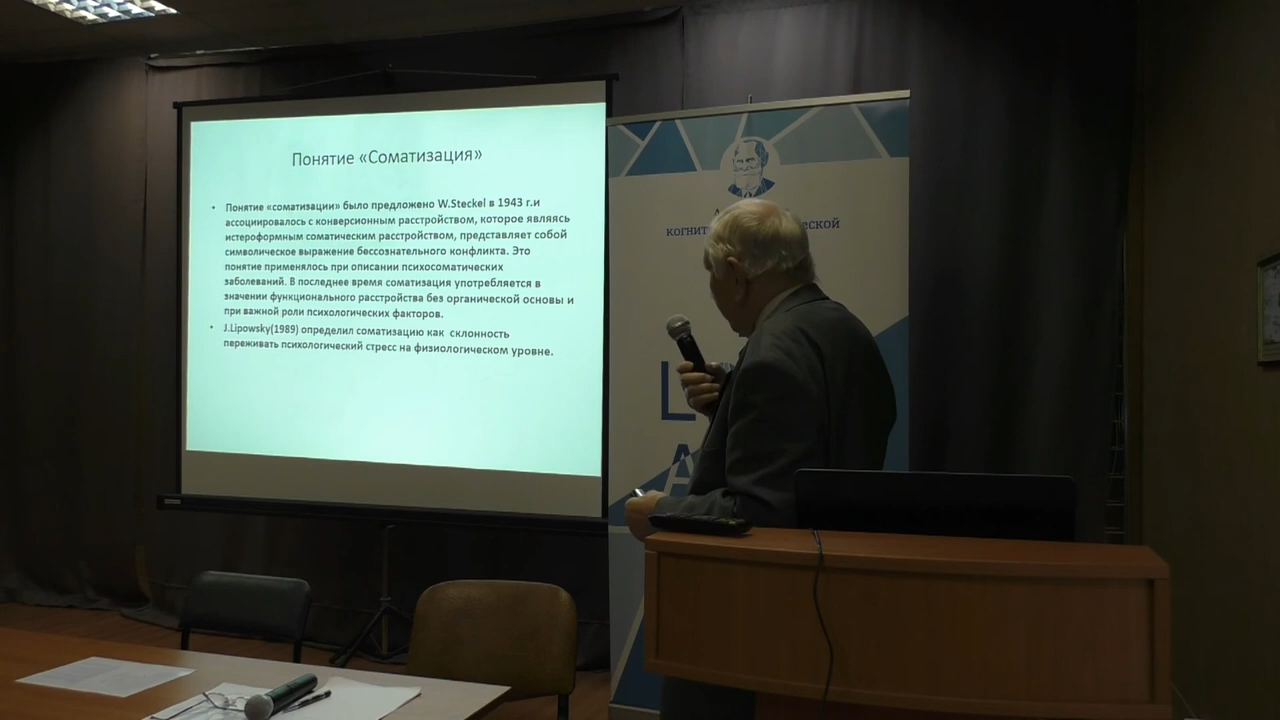 Понятие «Соматизация»
• Понятие «соматизации» было предложено W.Steckel в 1943 г.и
ассоциировалось с конверсионным расстройством, которое являясь
истероформным соматическим расстройством, представляет собой
символическое выражение бессознательного конфликта. Это
понятие применялось при описании психосоматических
заболеваний. В последнее время соматизация употребляется в
значении функционального расстройства без органической основы и
при важной роли психологических факторов.
• J.Lipowsky(1989) определил соматизацию как склонность
переживать психологический стресс на физиологическом уровне.